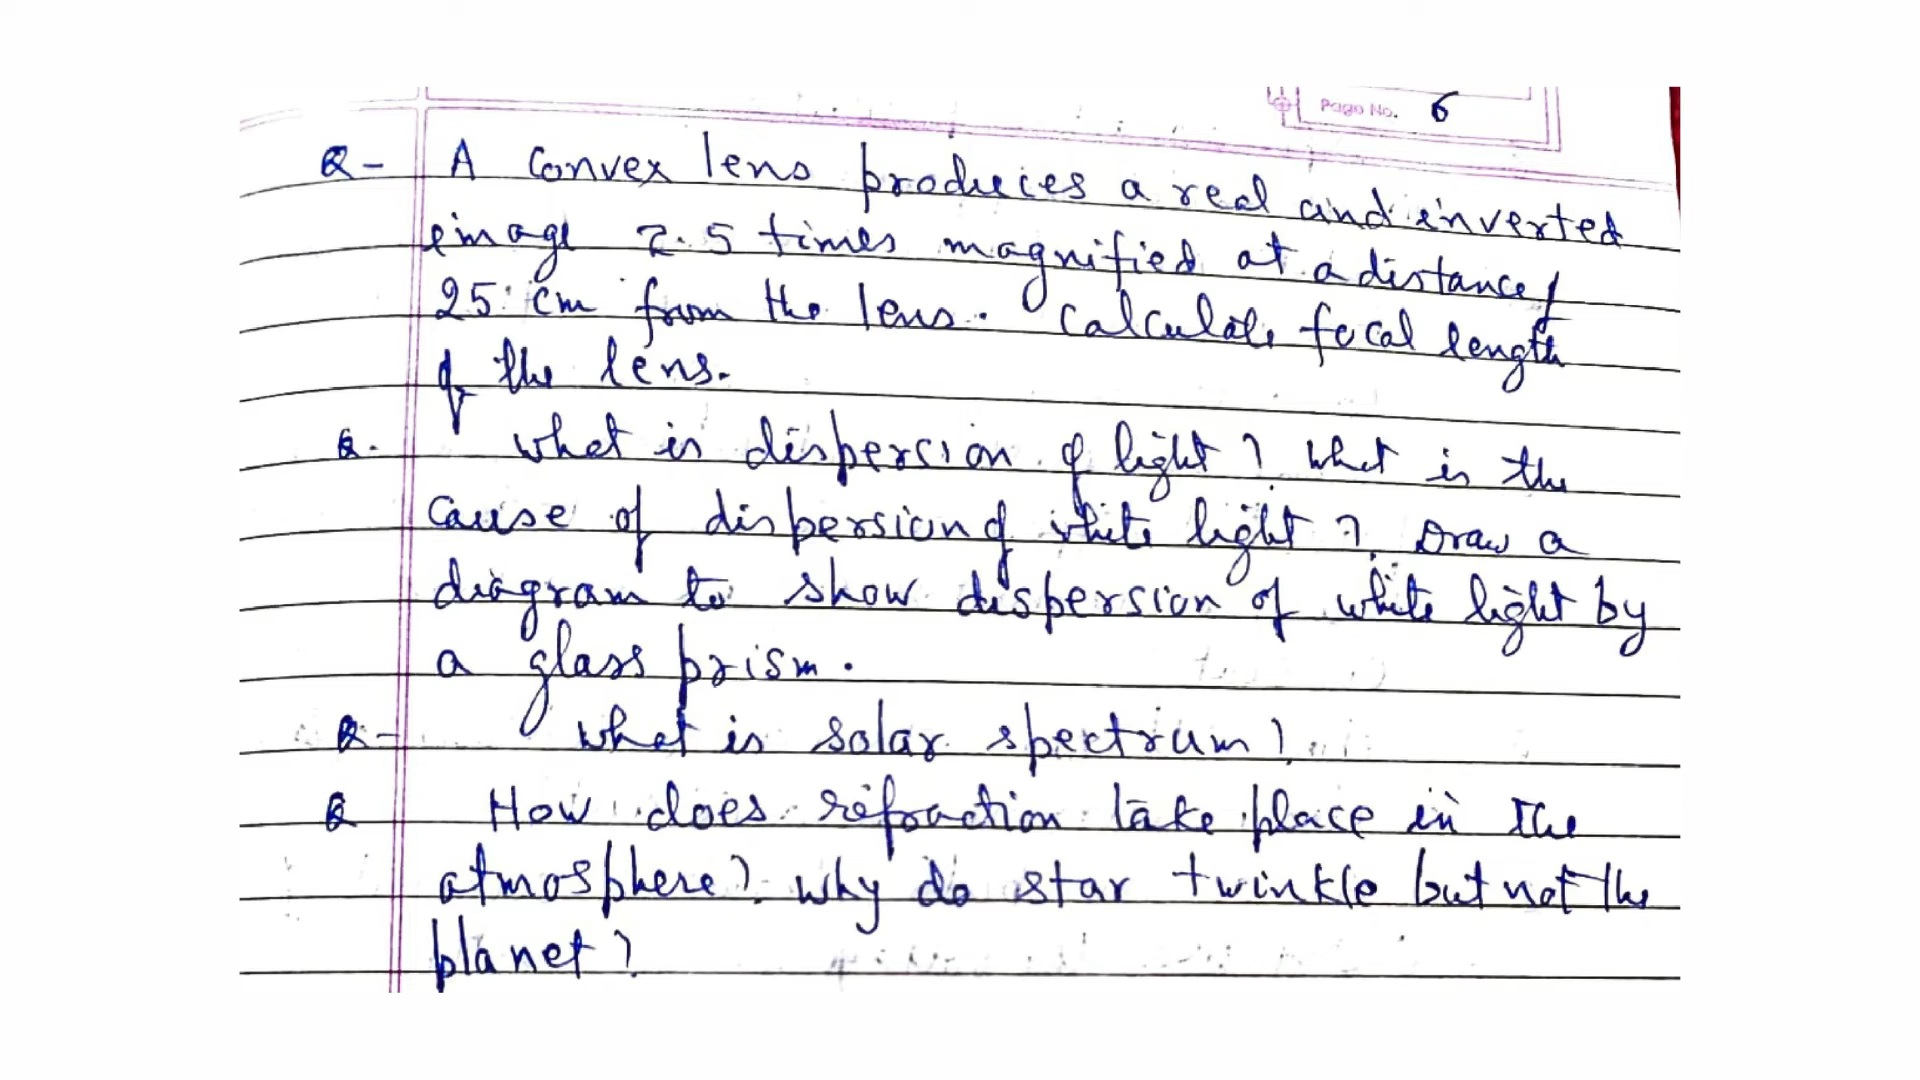 Page No. 6
Q- A convex lens produces a real and inverted
image 2.5 times magnified at a distance of
25 cm from the lens. Calculate focal length
of the lens.
Q. What is dispersion of light? What is the
cause of dispersion of white light? Draw a
diagram to show dispersion of white light by
a glass prism.
Q- What is solar spectrum?
Q How does refraction take place in the
atmosphere? Why do star twinkle but not the
planet?